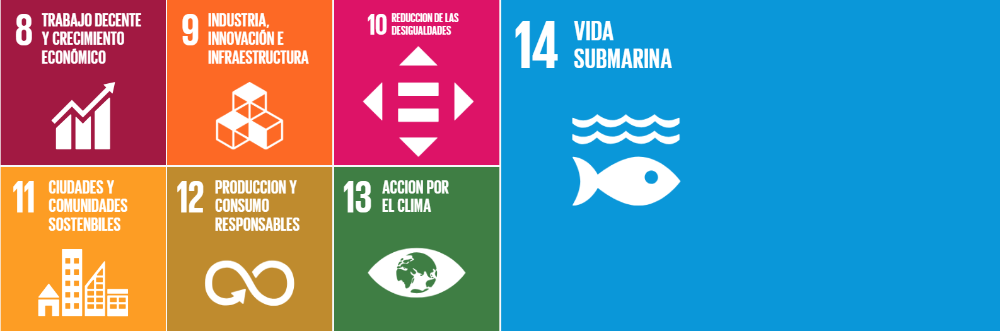 8
TRABAJO DECENTE
Y CRECIMIENTO
ECONÓMICO
9
INDUSTRIA,
INNOVACIÓN E
INFRAESTRUCTURA
10
REDUCCION DE LAS
DESIGUALDADES
14
VIDA
SUBMARINA
11
CIUDADES Y
COMUNIDADES
SOSTENBILES
12
PRODUCCION Y
CONSUMO
RESPONSABLES
13
ACCION POR
EL CLIMA